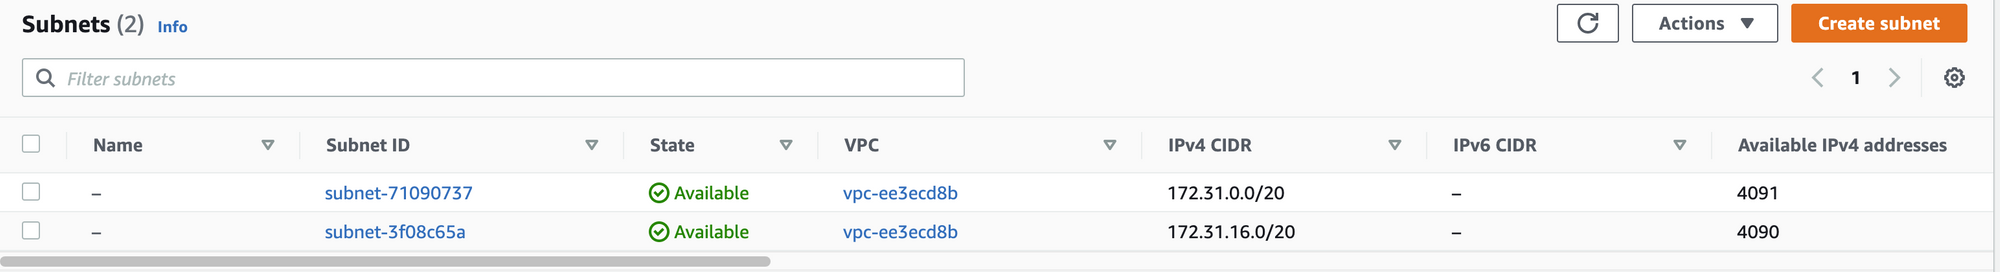 Subnets (2) Info Actions Create subnet
Filter subnets 1
Name Subnet ID State VPC IPv4 CIDR IPv6 CIDR Available IPv4 addresses
– subnet-71090737 Available vpc-ee3ecd8b 172.31.0.0/20 – 4091
– subnet-3f08c65a Available vpc-ee3ecd8b 172.31.16.0/20 – 4090